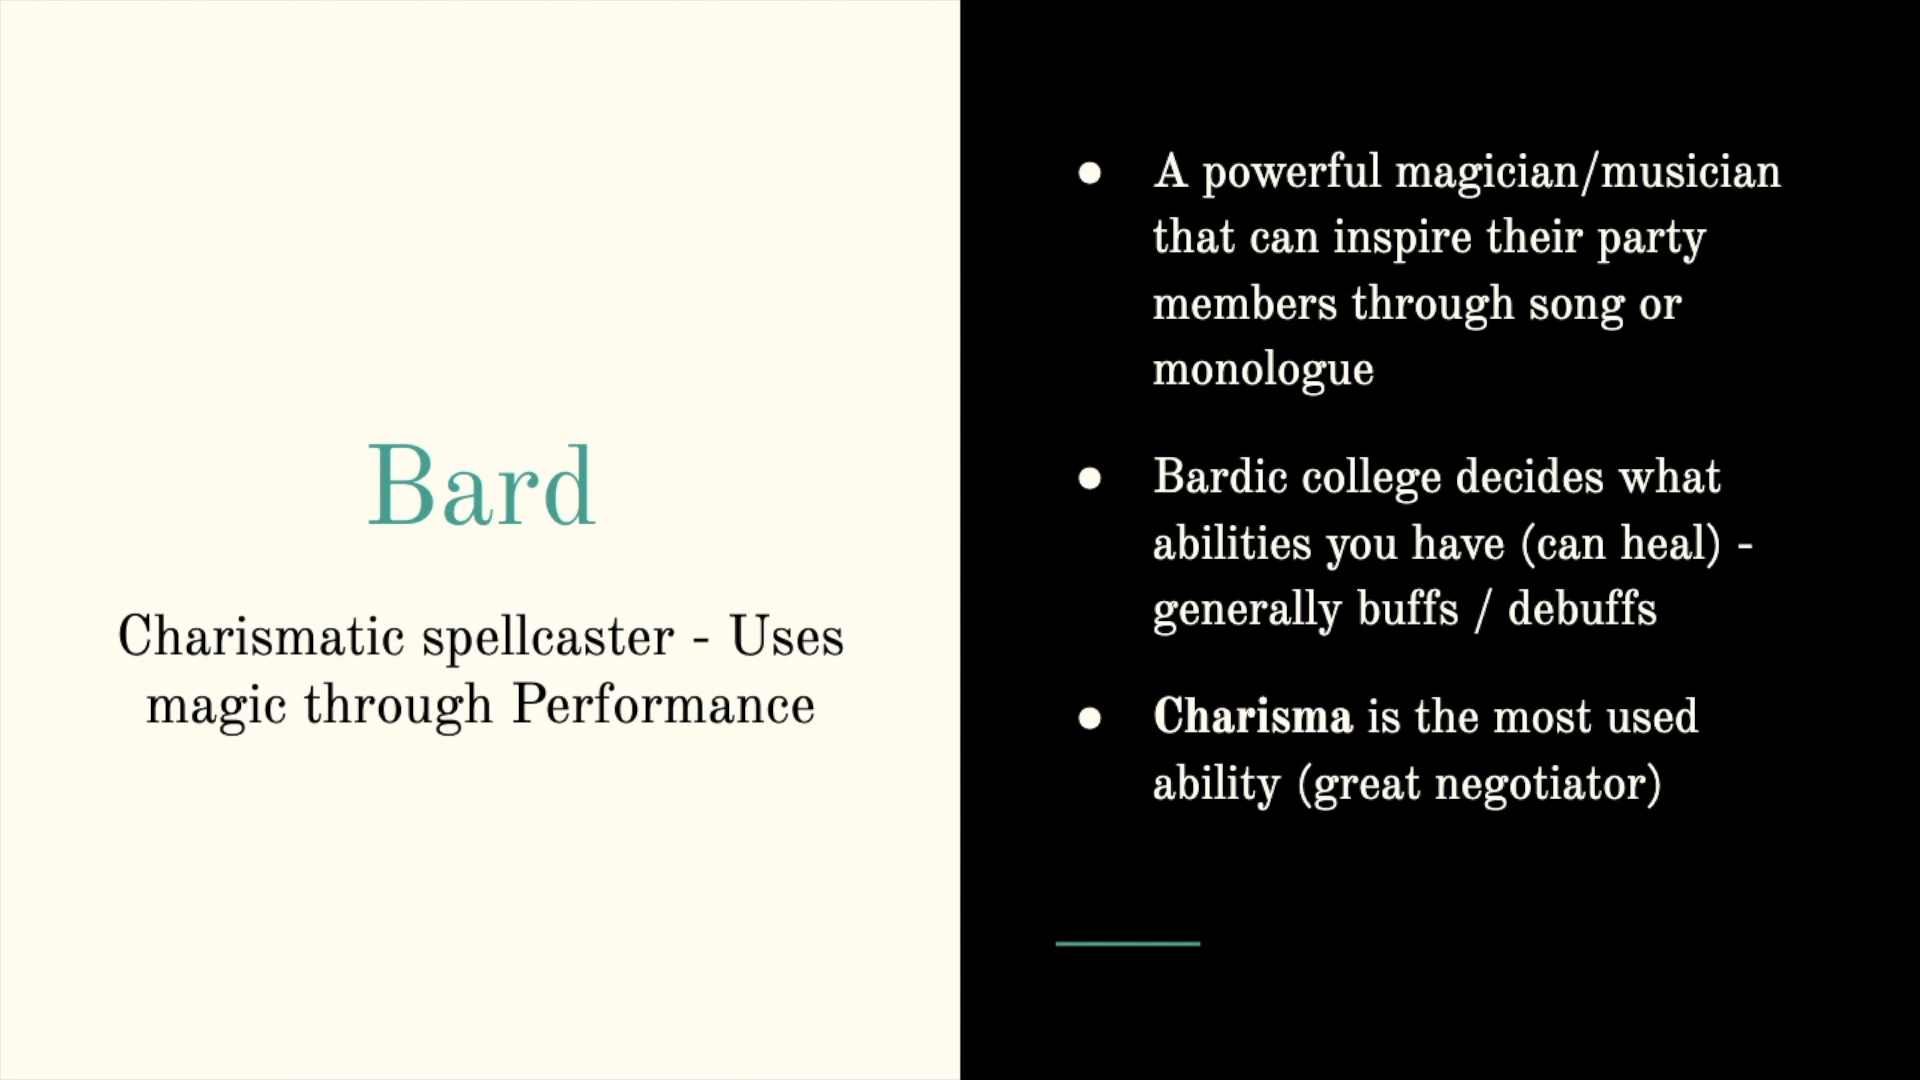 Bard
Charismatic spellcaster - Uses
magic through Performance
● A powerful magician/musician
that can inspire their party
members through song or
monologue
● Bardic college decides what
abilities you have (can heal) -
generally buffs / debuffs
● Charisma is the most used
ability (great negotiator)